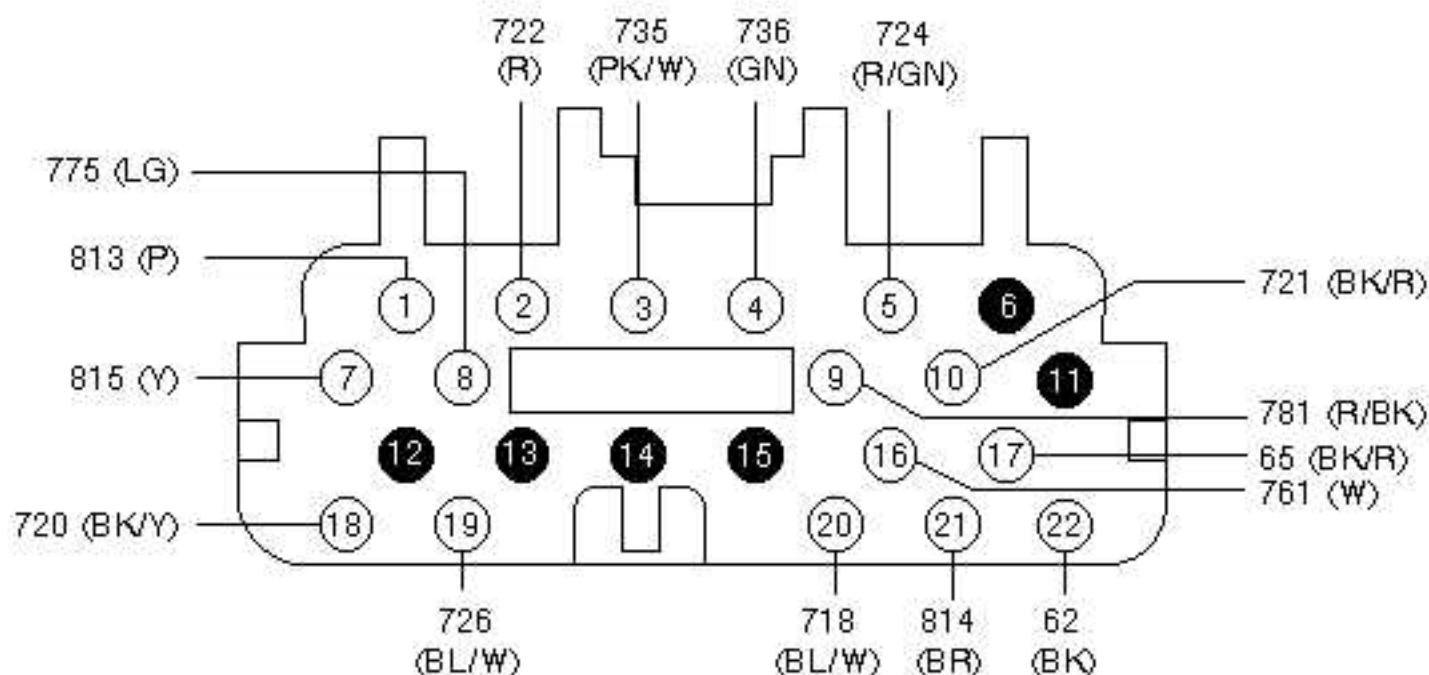 722
(R)
735
(PK/W)
736
(GN)
724
(R/GN)
775 (LG)
813 (P)
721 (BK/R)
1
2
3
4
5
6
815 (Y)
7
8
9
10
11
781 (R/BK)
12
13
14
15
16
17
65 (BK/R)
761 (W)
720 (BK/Y)
18
19
20
21
22
726
(BL/W)
718
(BL/W)
814
(BR)
62
(BK)